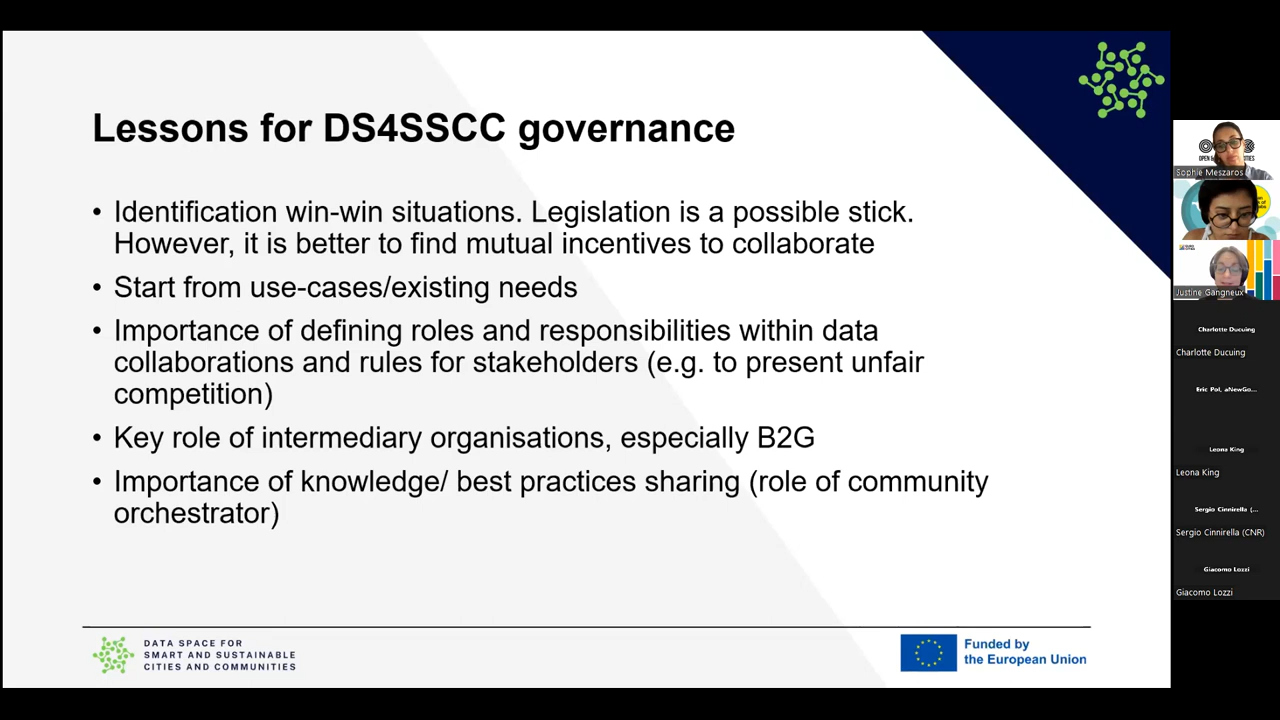 Lessons for DS4SSCC governance
• Identification win-win situations. Legislation is a possible stick.
However, it is better to find mutual incentives to collaborate
• Start from use-cases/existing needs
• Importance of defining roles and responsibilities within data
collaborations and rules for stakeholders (e.g. to present unfair
competition)
• Key role of intermediary organisations, especially B2G
• Importance of knowledge/ best practices sharing (role of community
orchestrator)
DATA SPACE FOR
SMART AND SUSTAINABLE
CITIES AND COMMUNITIES
Funded by
the European Union
Sophie Meszaros
Justine Gangneux
Charlotte Ducuing
Charlotte Ducuing
Eric Pol, aNewGo...
Leona King
Leona King
Sergio Cinnirella (...
Sergio Cinnirella (CNR)
Giacomo Lozzi
Giacomo Lozzi